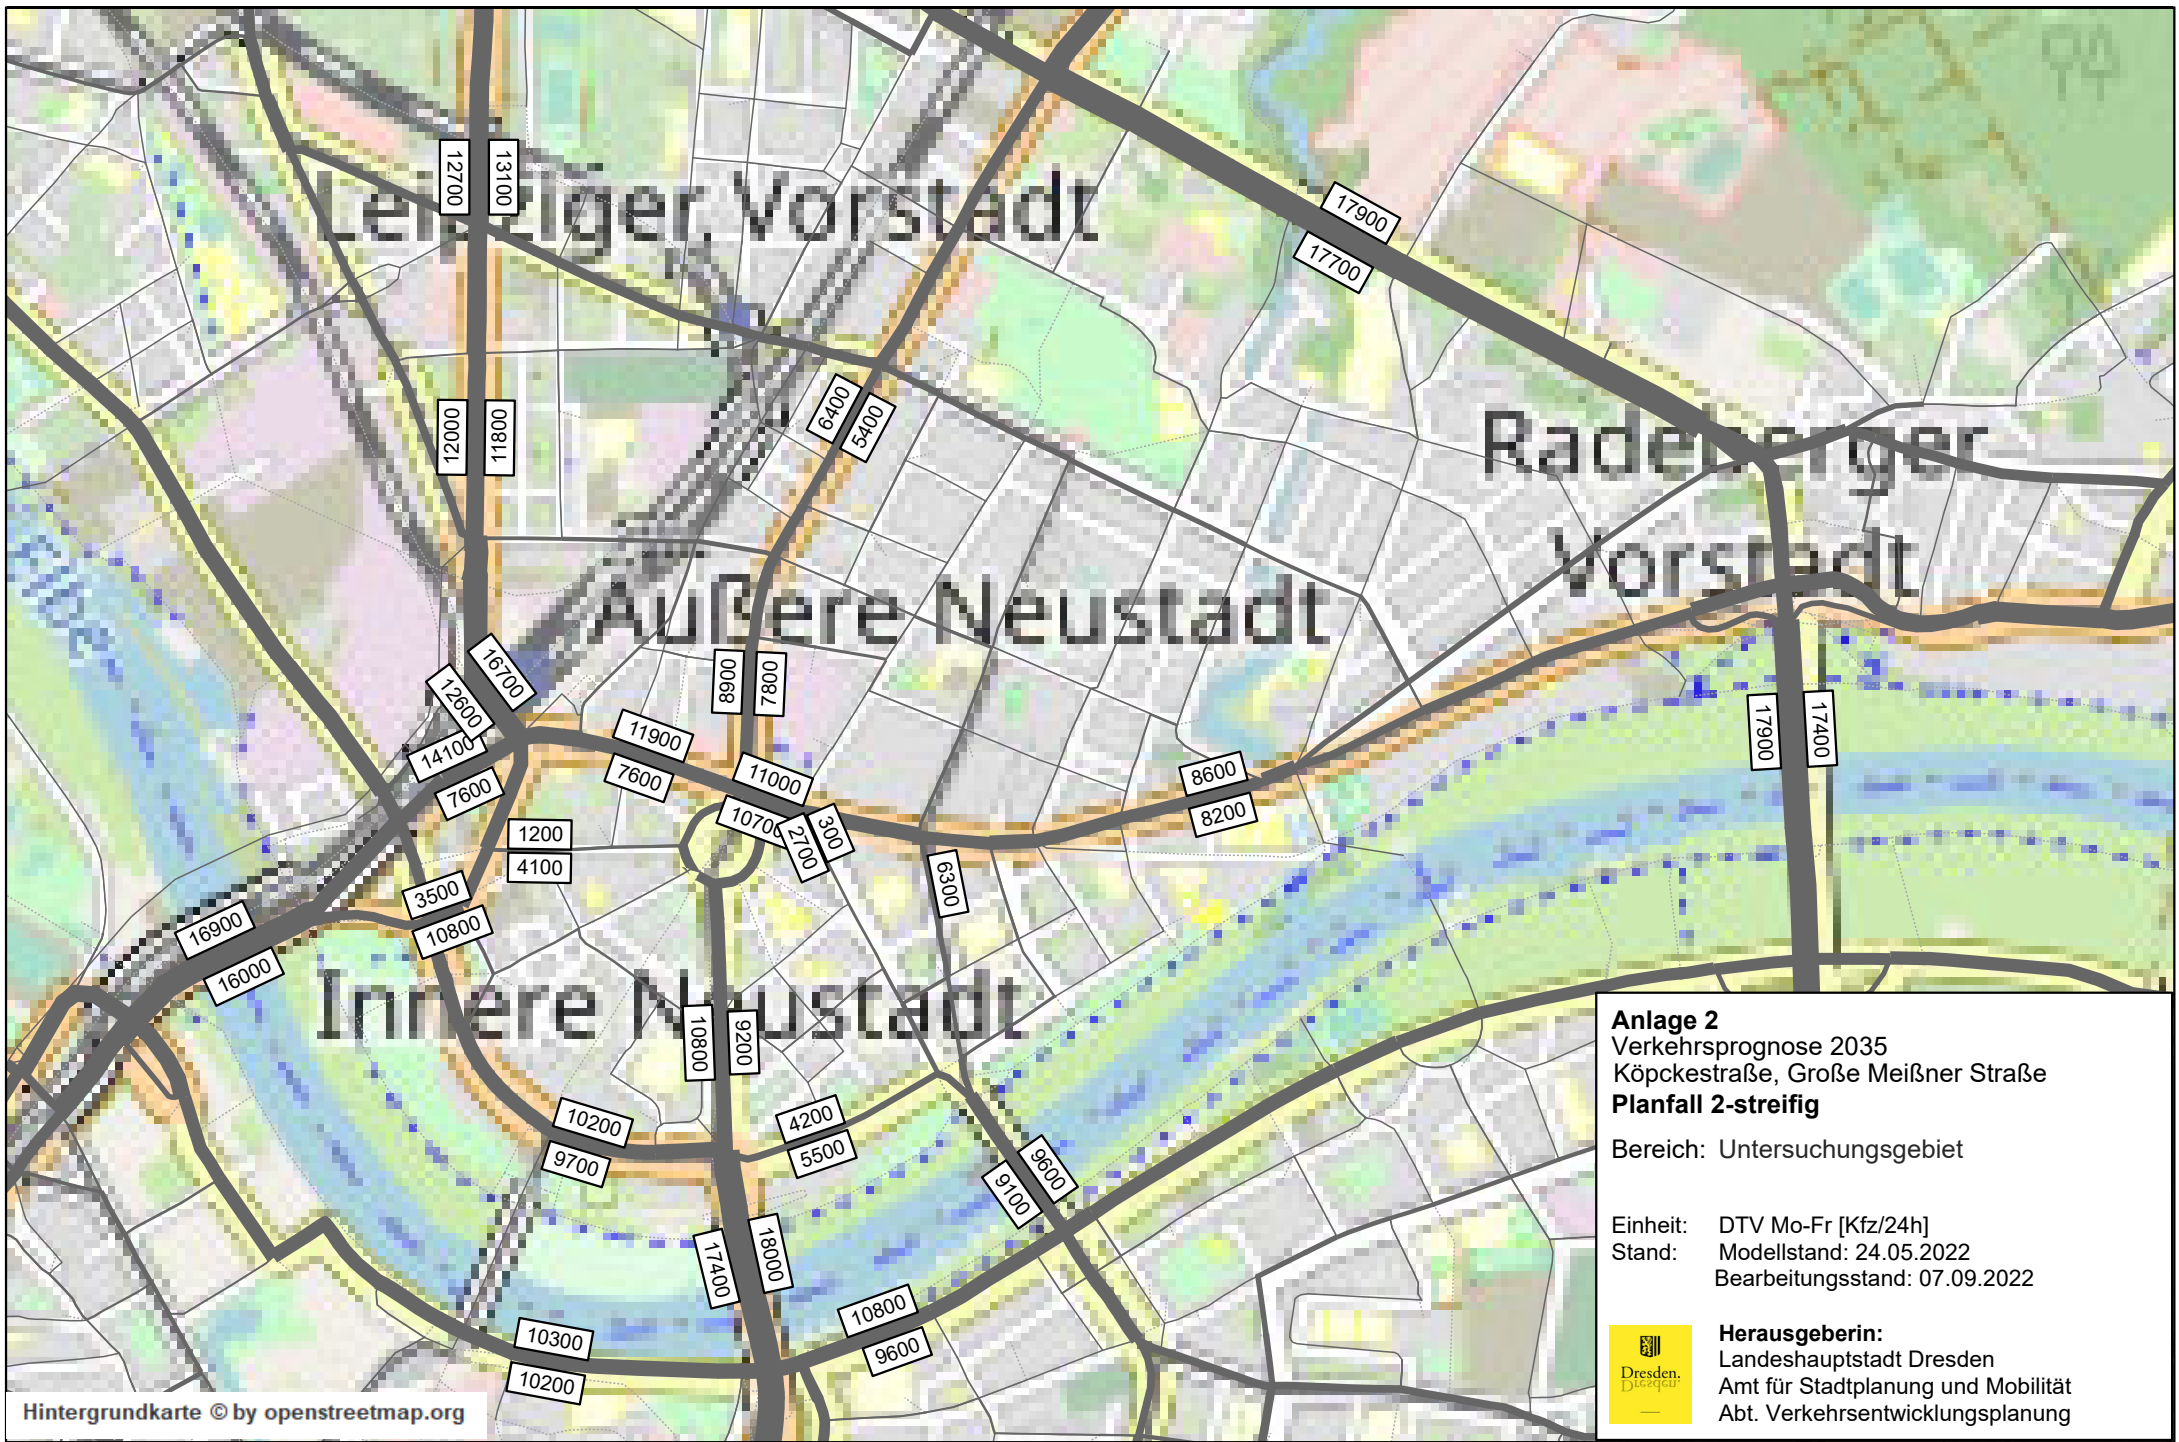 12700
13100
Leipziger Vorstadt
17900
17700
6400
5400
12000
11800
Radeberger
Vorstadt
Elbe
Äußere Neustadt
16700
12600
8900
7800
14100
7600
11900
7600
11000
10700
2700
300
8600
8200
17900
17400
1200
4100
3500
10800
6300
16900
16000
Innere Neustadt
10800
9200
10200
9700
4200
5500
9600
9100
17400
18000
10800
9600
10300
10200
Anlage 2
Verkehrsprognose 2035
Köpckestraße, Große Meißner Straße
Planfall 2-streifig
Bereich: Untersuchungsgebiet
Einheit: DTV Mo-Fr [Kfz/24h]
Stand: Modellstand: 24.05.2022
Bearbeitungsstand: 07.09.2022
Dresden.
Dresden.
Herausgeberin:
Landeshauptstadt Dresden
Amt für Stadtplanung und Mobilität
Abt. Verkehrsentwicklungsplanung
Hintergrundkarte © by openstreetmap.org